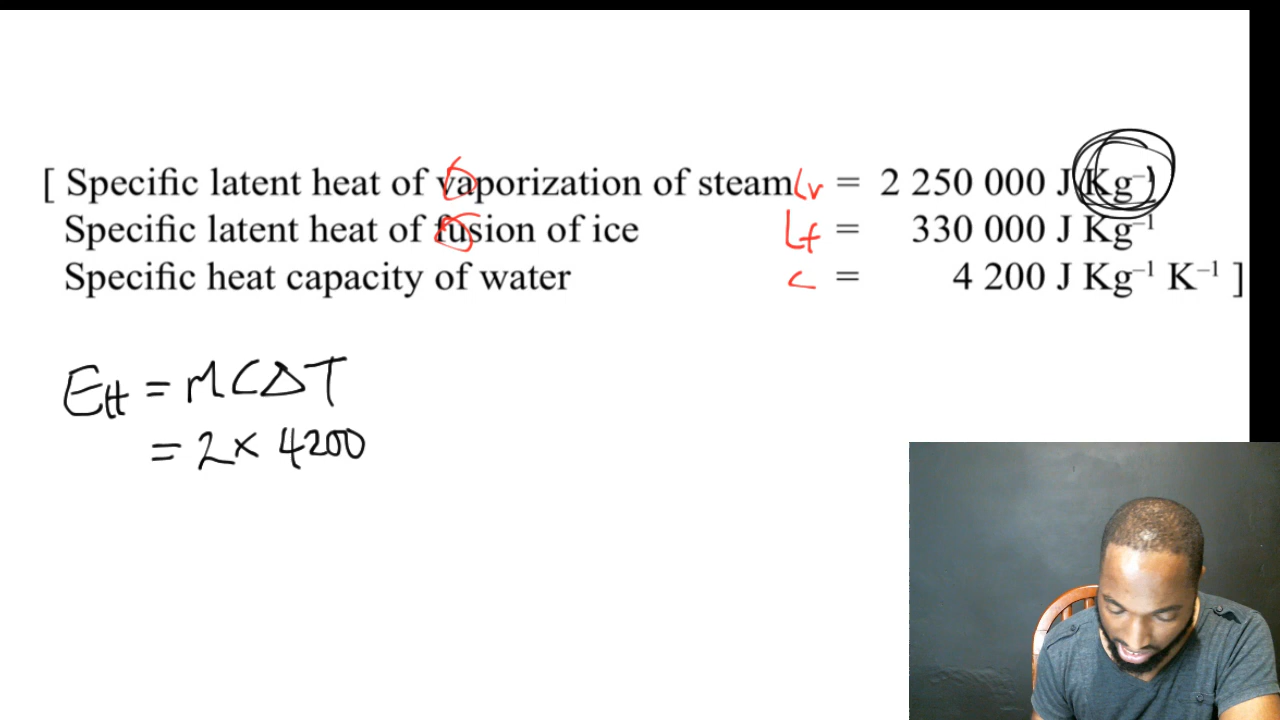 [ Specific latent heat of vaporization of steam Lv = 2 250 000 J Kg⁻¹
Specific latent heat of fusion of ice Lf = 330 000 J Kg⁻¹
Specific heat capacity of water c = 4 200 J Kg⁻¹ K⁻¹ ]
EH = MCΔT
= 2 × 4200